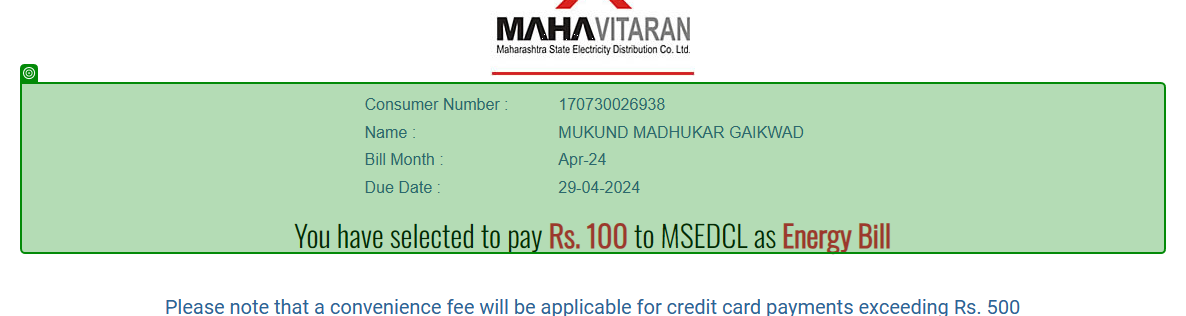 MAHAVITARAN
Maharashtra State Electricity Distribution Co. Ltd.
Consumer Number : 170730026938
Name : MUKUND MADHUKAR GAIKWAD
Bill Month : Apr-24
Due Date : 29-04-2024
You have selected to pay Rs. 100 to MSEDCL as Energy Bill
Please note that a convenience fee will be applicable for credit card payments exceeding Rs. 500